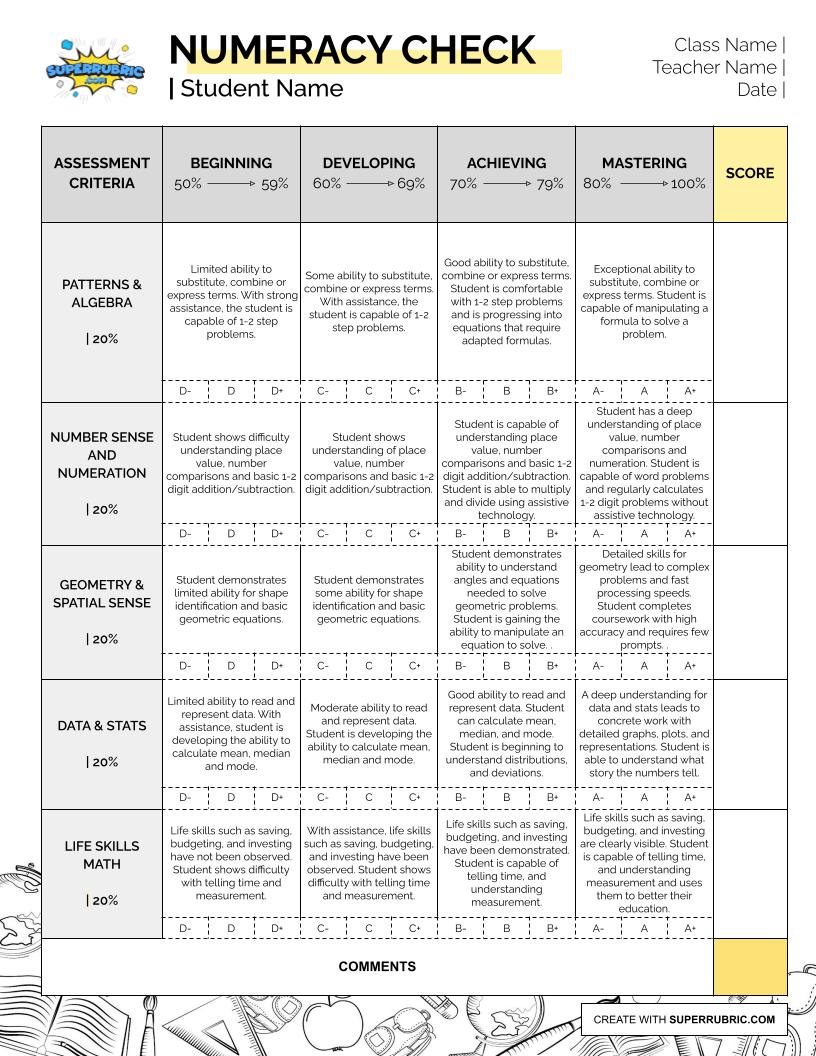 SUPERRUBRIC
.COM
NUMERACY CHECK
| Student Name
Class Name |
Teacher Name |
Date |
ASSESSMENT
CRITERIA
BEGINNING
50% 59%
DEVELOPING
60% 69%
ACHIEVING
70% 79%
MASTERING
80% 100%
SCORE
PATTERNS &
ALGEBRA
| 20%
Limited ability to
substitute, combine or
express terms. With strong
assistance, the student is
capable of 1-2 step
problems.
Some ability to substitute,
combine or express terms.
With assistance, the
student is capable of 1-2
step problems.
Good ability to substitute,
combine or express terms.
Student is comfortable
with 1-2 step problems
and is progressing into
equations that require
adapted formulas.
Exceptional ability to
substitute, combine or
express terms. Student is
capable of manipulating a
formula to solve a
problem.
D- D D+ C- C C+ B- B B+ A- A A+
NUMBER SENSE
AND
NUMERATION
| 20%
Student shows difficulty
understanding place
value, number
comparisons and basic 1-2
digit addition/subtraction.
Student shows
understanding of place
value, number
comparisons and basic 1-2
digit addition/subtraction.
Student is capable of
understanding place
value, number
comparisons and basic 1-2
digit addition/subtraction.
Student is able to multiply
and divide using assistive
technology.
Student has a deep
understanding of place
value, number
comparisons and
numeration. Student is
capable of word problems
and regularly calculates
1-2 digit problems without
assistive technology.
D- D D+ C- C C+ B- B B+ A- A A+
GEOMETRY &
SPATIAL SENSE
| 20%
Student demonstrates
limited ability for shape
identification and basic
geometric equations.
Student demonstrates
some ability for shape
identification and basic
geometric equations.
Student demonstrates
ability to understand
angles and equations
needed to solve
geometric problems.
Student is gaining the
ability to manipulate an
equation to solve. .
Detailed skills for
geometry lead to complex
problems and fast
processing speeds.
Student completes
coursework with high
accuracy and requires few
prompts. .
D- D D+ C- C C+ B- B B+ A- A A+
DATA & STATS
| 20%
Limited ability to read and
represent data. With
assistance, student is
developing the ability to
calculate mean, median
and mode.
Moderate ability to read
and represent data.
Student is developing the
ability to calculate mean,
median and mode.
Good ability to read and
represent data. Student
can calculate mean,
median, and mode.
Student is beginning to
understand distributions,
and deviations.
A deep understanding for
data and stats leads to
concrete work with
detailed graphs, plots, and
representations. Student is
able to understand what
story the numbers tell.
D- D D+ C- C C+ B- B B+ A- A A+
LIFE SKILLS
MATH
| 20%
Life skills such as saving,
budgeting, and investing
have not been observed.
Student shows difficulty
with telling time and
measurement.
With assistance, life skills
such as saving, budgeting,
and investing have been
observed. Student shows
difficulty with telling time
and measurement.
Life skills such as saving,
budgeting, and investing
have been demonstrated.
Student is capable of
telling time, and
understanding
measurement.
Life skills such as saving,
budgeting, and investing
are clearly visible. Student
is capable of telling time,
and understanding
measurement and uses
them to better their
education.
D- D D+ C- C C+ B- B B+ A- A A+
COMMENTS
CREATE WITH SUPERRUBRIC.COM